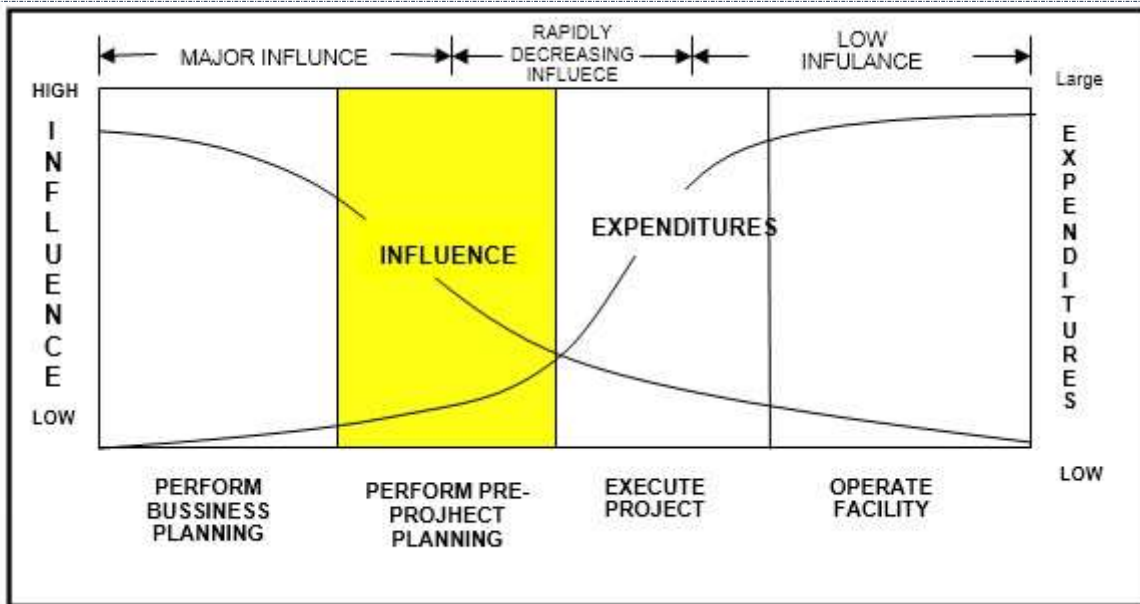 MAJOR INFLUNCE
RAPIDLY
DECREASING
INFLUECE
LOW
INFULANCE
HIGH
Large
INFLUENCE
EXPENDITURES
INFLUENCE
EXPENDITURES
LOW
LOW
PERFORM
BUSSINESS
PLANNING
PERFORM PRE-
PROJHECT
PLANNING
EXECUTE
PROJECT
OPERATE
FACILITY